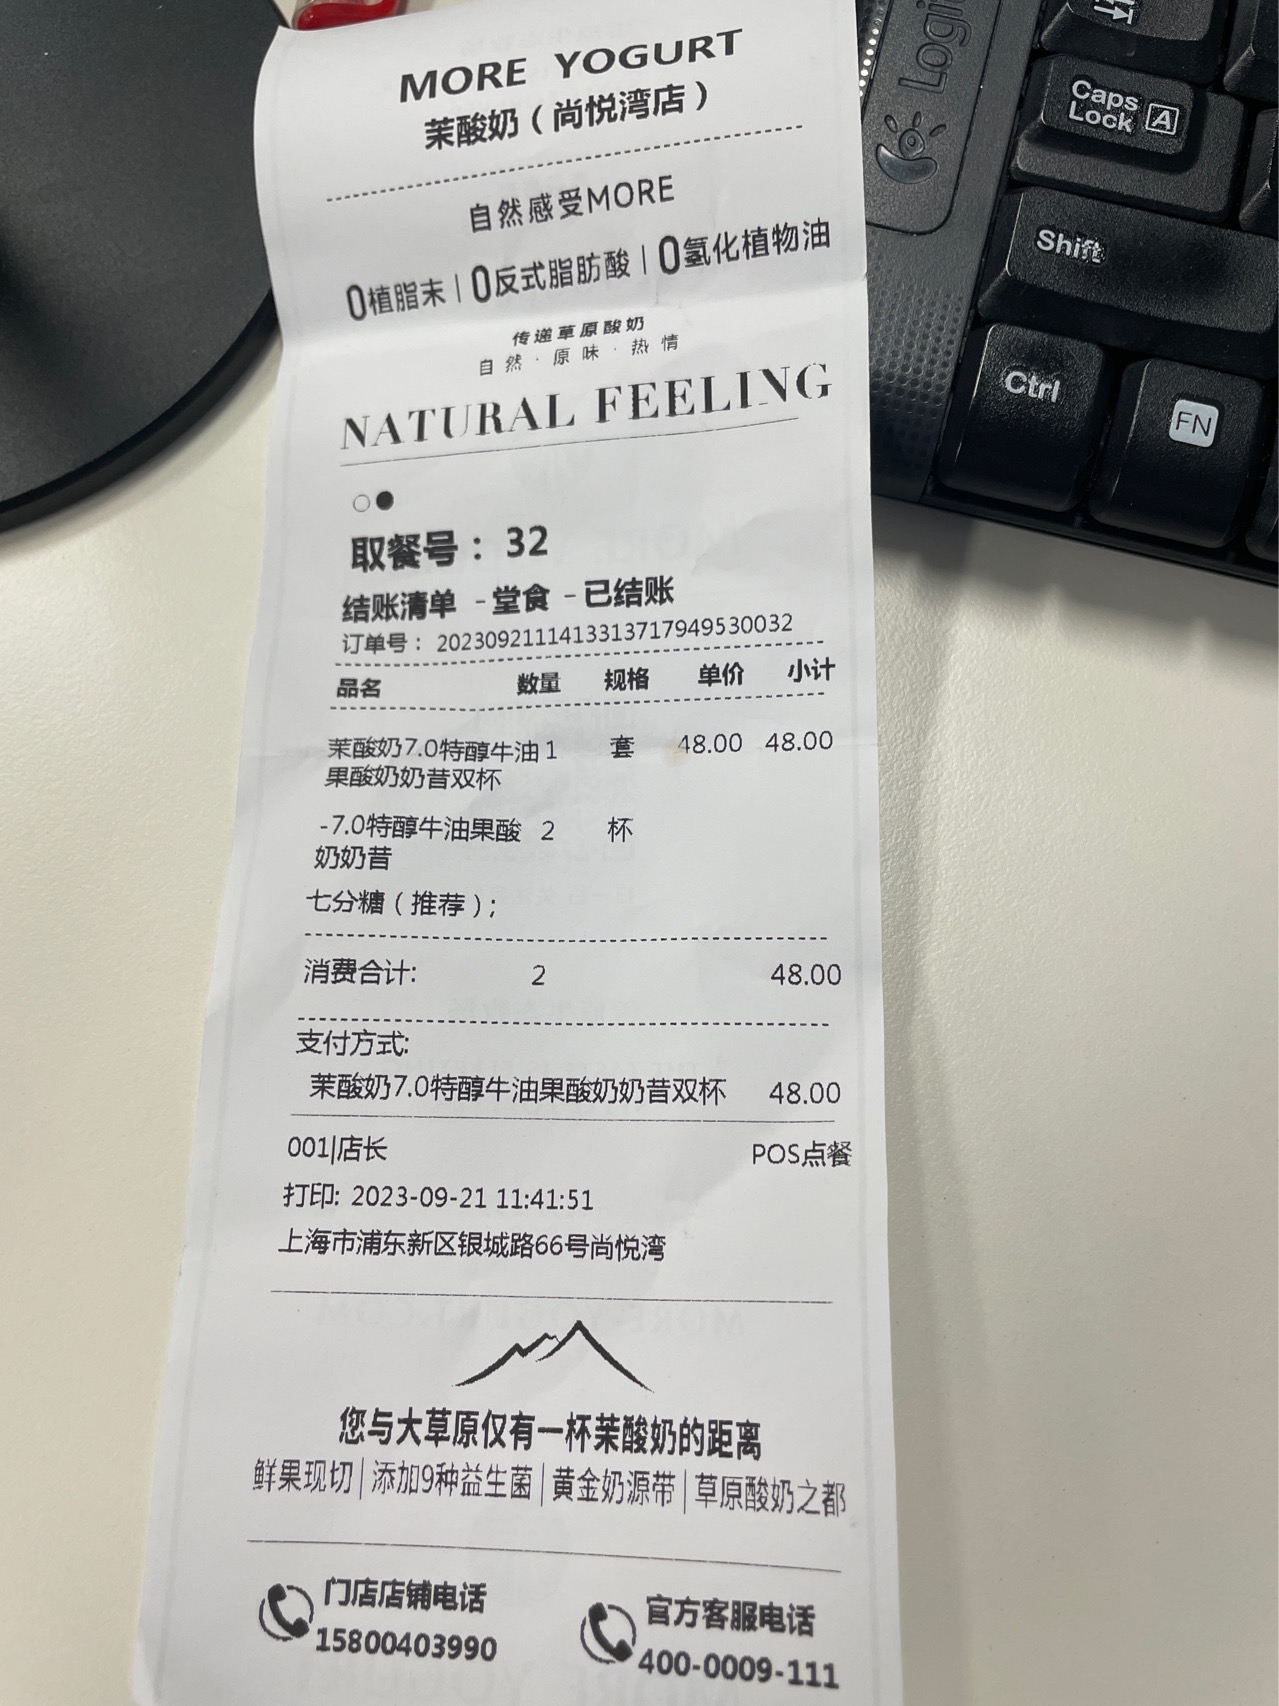 MORE YOGURT
茉酸奶（尚悦湾店）
自然感受MORE
0植脂末|0反式脂肪酸|0氢化植物油
传递草原酸奶
自然·原味·热情
NATURAL FEELING
取餐号：32
结账清单 -堂食 -已结账
订单号：20230921114133137179495300​32
品名 数量 规格 单价 小计
茉酸奶7.0特醇牛油 1 套 48.00 48.00
果酸奶奶昔双杯
-7.0特醇牛油果酸 2 杯
奶奶昔
七分糖（推荐）;
消费合计: 2 48.00
支付方式:
茉酸奶7.0特醇牛油果酸奶奶昔双杯 48.00
001|店长 POS点餐
打印: 2023-09-21 11:41:51
上海市浦东新区银城路66号尚悦湾
您与大草原仅有一杯茉酸奶的距离
鲜果现切|添加9种益生菌|黄金奶源带|草原酸奶之都
门店店铺电话
15800403990
官方客服电话
400-0009-111
Logi
Caps Lock A
Shift
Ctrl
FN